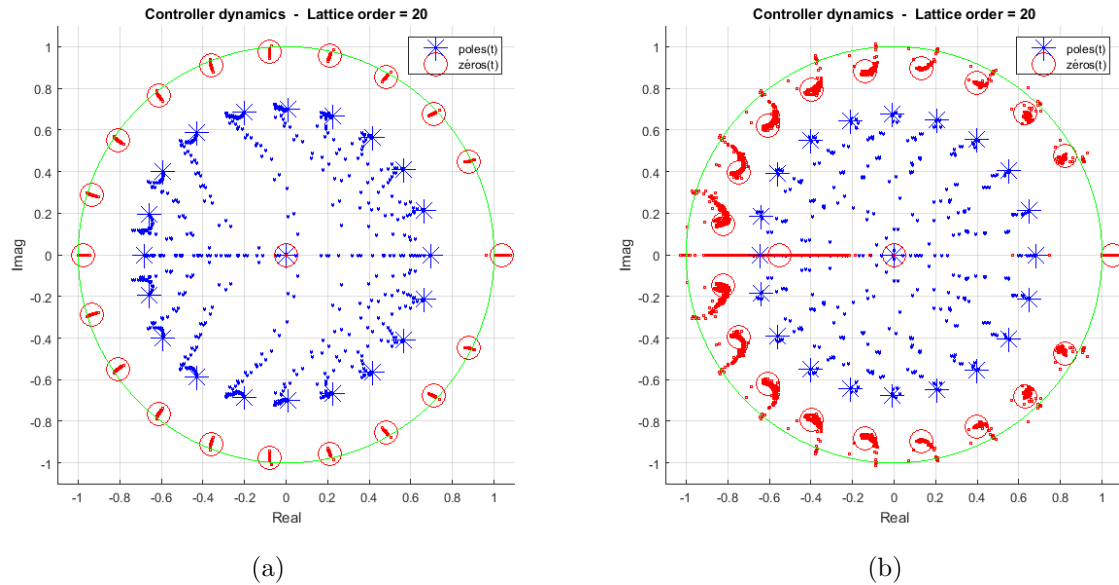 Controller dynamics - Lattice order = 20
poles(t)
zéros(t)
1
0.8
0.6
0.4
0.2
0
-0.2
-0.4
-0.6
-0.8
-1
Imag
-1 -0.8 -0.6 -0.4 -0.2 0 0.2 0.4 0.6 0.8 1
Real
(a)
Controller dynamics - Lattice order = 20
poles(t)
zéros(t)
1
0.8
0.6
0.4
0.2
0
-0.2
-0.4
-0.6
-0.8
-1
Imag
-1 -0.8 -0.6 -0.4 -0.2 0 0.2 0.4 0.6 0.8 1
Real
(b)